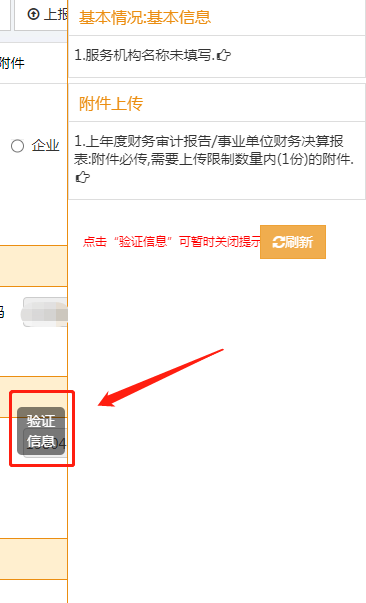 上报
基本情况:基本信息
1.服务机构名称未填写.
附件
附件上传
1.上年度财务审计报告/事业单位财务决算报
表:附件必传,需要上传限制数量内(1份)的附件.
企业
点击“验证信息”可暂时关闭提示
刷新
验证
信息